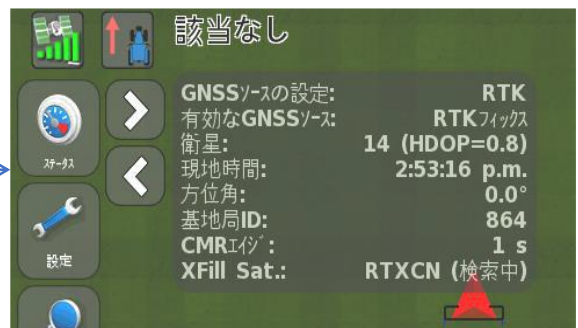 該当なし
GNSSｿｰｽの設定: RTK
有効なGNSSｿｰｽ: RTKﾌｨｯｸｽ
衛星: 14 (HDOP=0.8)
現地時間: 2:53:16 p.m.
方位角: 0.0°
基地局ID: 864
CMRｴｲｼﾞ: 1 s
XFill Sat.: RTXCN (検索中)
ｽﾃｰﾀｽ
設定